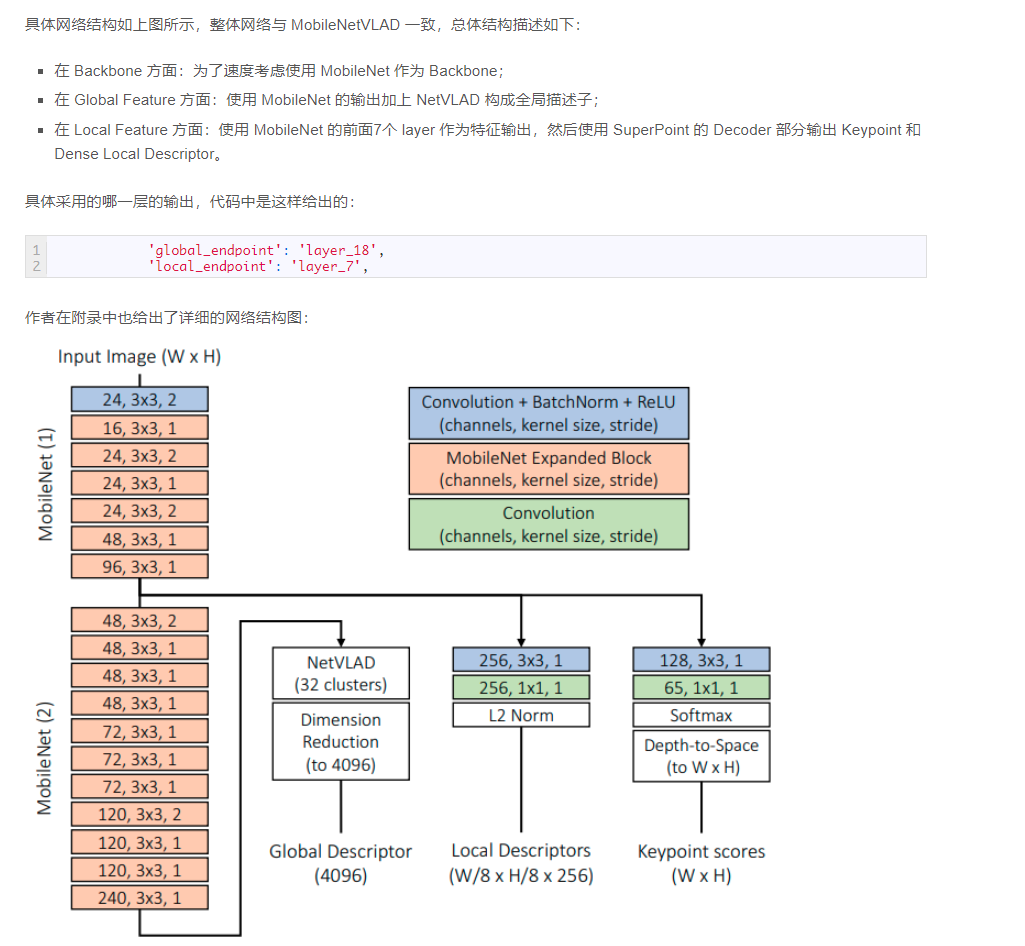 具体网络结构如上图所示，整体网络与 MobileNetVLAD 一致，总体结构描述如下：
▪ 在 Backbone 方面：为了速度考虑使用 MobileNet 作为 Backbone；
▪ 在 Global Feature 方面：使用 MobileNet 的输出加上 NetVLAD 构成全局描述子；
▪ 在 Local Feature 方面：使用 MobileNet 的前面7个 layer 作为特征输出，然后使用 SuperPoint 的 Decoder 部分输出 Keypoint 和
Dense Local Descriptor。
具体采用的哪一层的输出，代码中是这样给出的：
1 'global_endpoint': 'layer_18',
2 'local_endpoint': 'layer_7',
作者在附录中也给出了详细的网络结构图：
Input Image (W x H)
MobileNet (1)
24, 3x3, 2
16, 3x3, 1
24, 3x3, 2
24, 3x3, 1
24, 3x3, 2
48, 3x3, 1
96, 3x3, 1
Convolution + BatchNorm + ReLU
(channels, kernel size, stride)
MobileNet Expanded Block
(channels, kernel size, stride)
Convolution
(channels, kernel size, stride)
MobileNet (2)
48, 3x3, 2
48, 3x3, 1
48, 3x3, 1
48, 3x3, 1
72, 3x3, 1
72, 3x3, 1
72, 3x3, 1
120, 3x3, 2
120, 3x3, 1
120, 3x3, 1
240, 3x3, 1
NetVLAD
(32 clusters)
Dimension
Reduction
(to 4096)
Global Descriptor
(4096)
256, 3x3, 1
256, 1x1, 1
L2 Norm
Local Descriptors
(W/8 x H/8 x 256)
128, 3x3, 1
65, 1x1, 1
Softmax
Depth-to-Space
(to W x H)
Keypoint scores
(W x H)